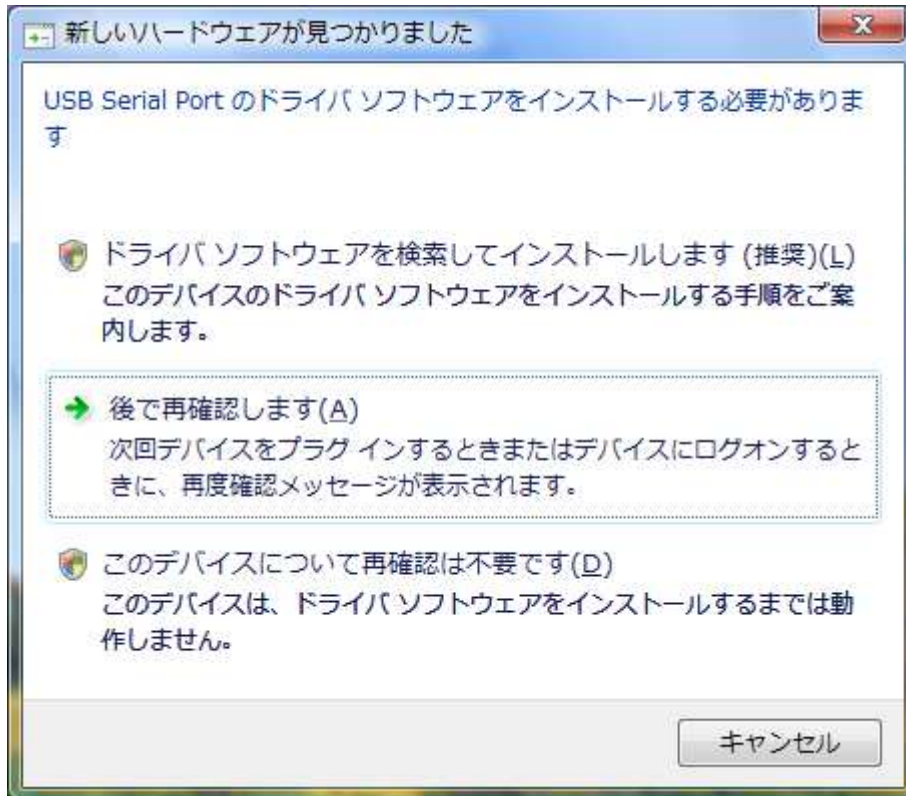 新しいハードウェアが見つかりました
USB Serial Port のドライバ ソフトウェアをインストールする必要がありま
す
ドライバ ソフトウェアを検索してインストールします (推奨)(L)
このデバイスのドライバ ソフトウェアをインストールする手順をご案
内します。
後で再確認します(A)
次回デバイスをプラグ インするときまたはデバイスにログオンすると
きに、再度確認メッセージが表示されます。
このデバイスについて再確認は不要です(D)
このデバイスは、ドライバ ソフトウェアをインストールするまでは動
作しません。
キャンセル